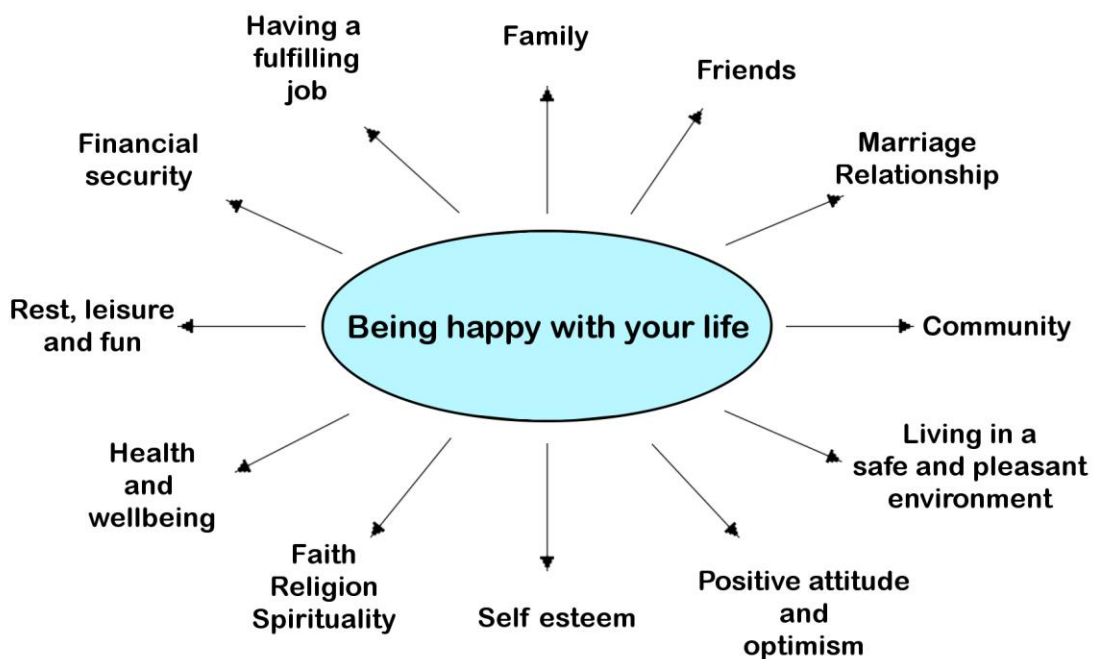 Having a
fulfilling
job
Family
Friends
Financial
security
Marriage
Relationship
Rest, leisure
and fun
Being happy with your life
Community
Health
and
wellbeing
Living in a
safe and pleasant
environment
Faith
Religion
Spirituality
Self esteem
Positive attitude
and
optimism